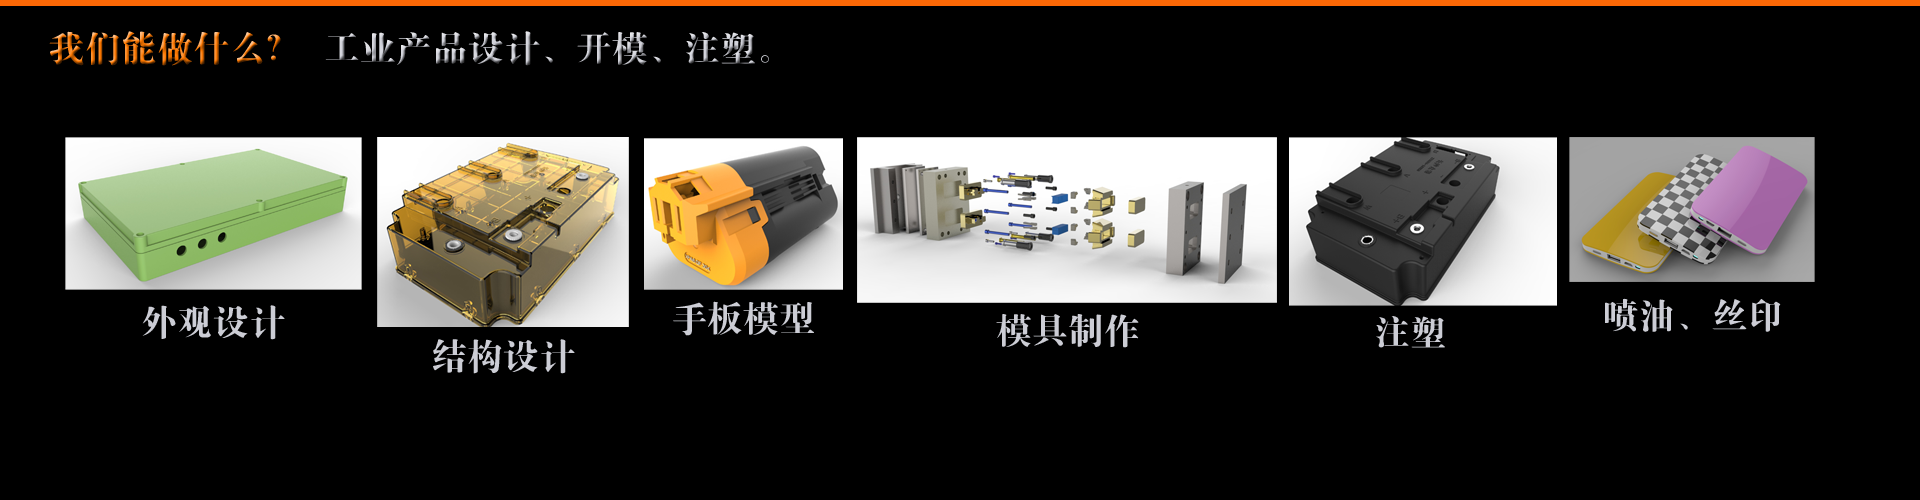 我们能做什么？ 工业产品设计、开模、注塑。
外观设计
结构设计
手板模型
模具制作
注塑
喷油、丝印